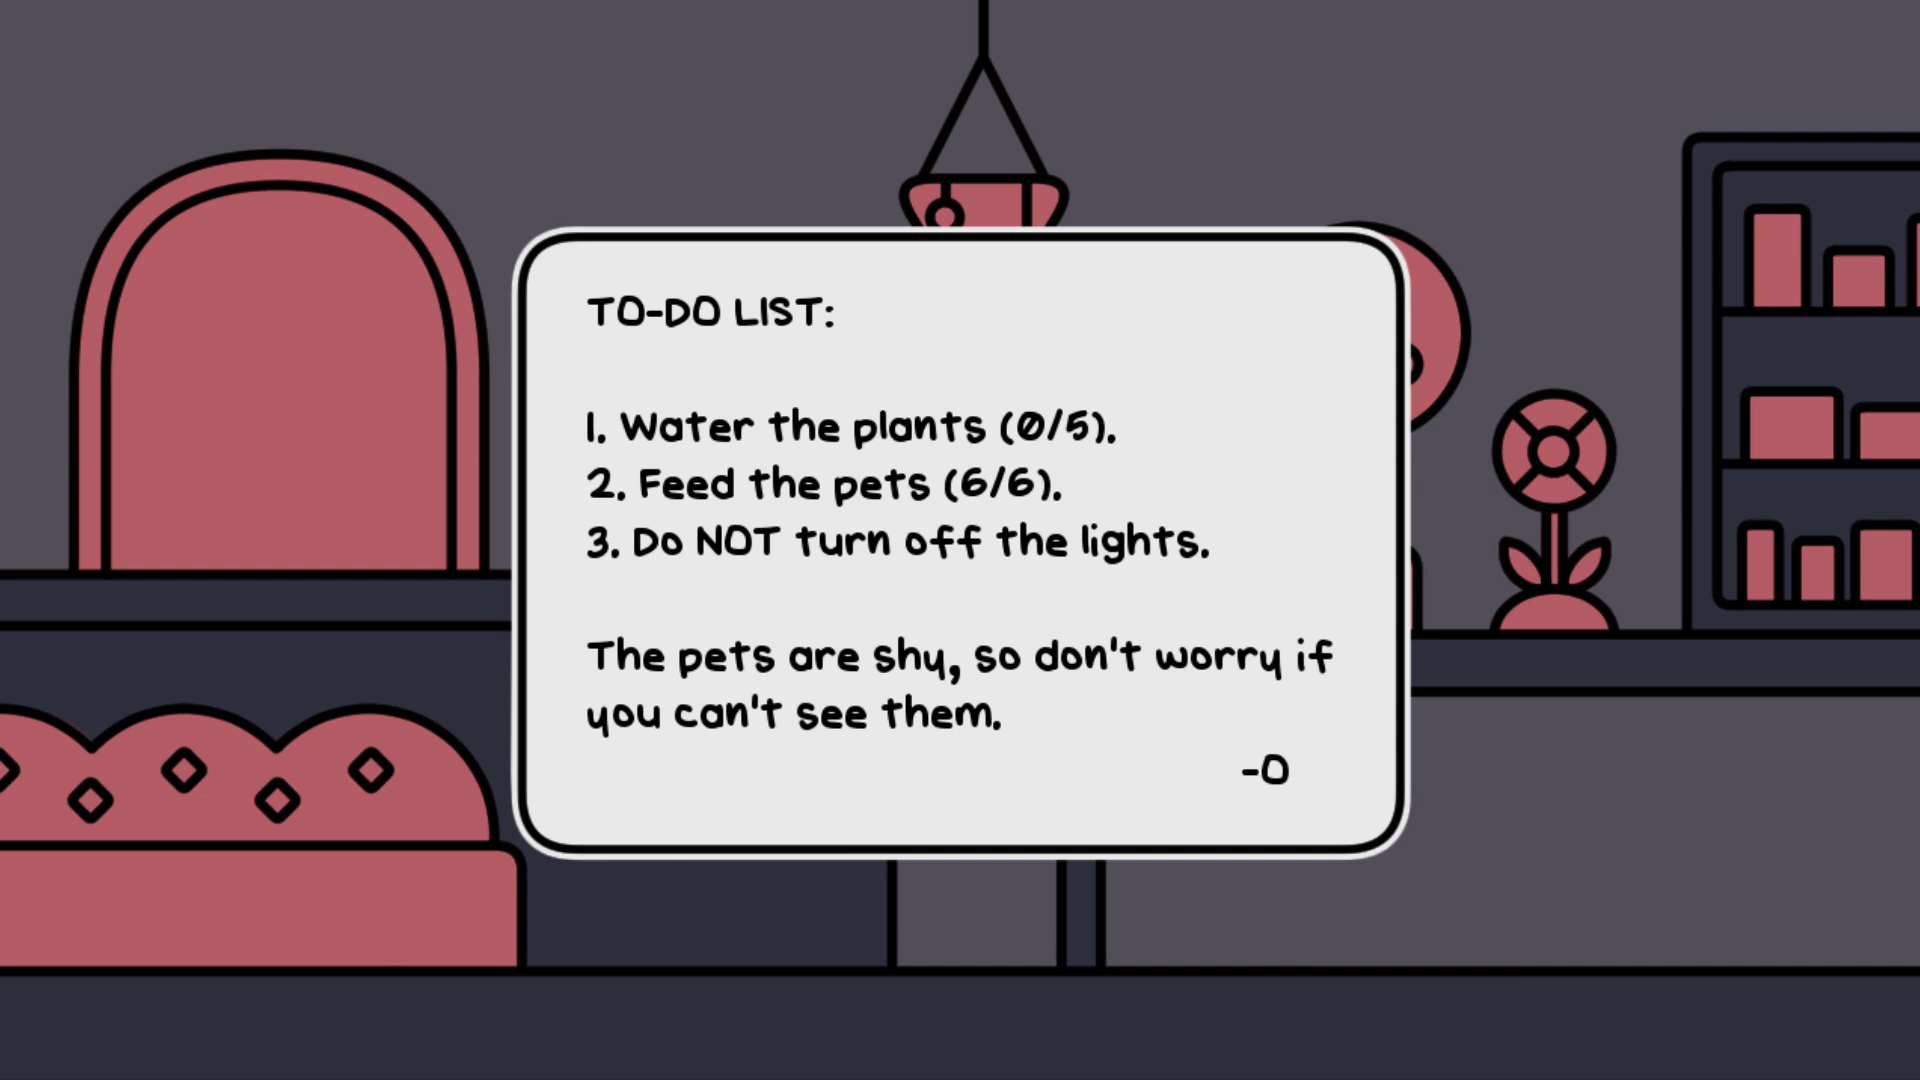 TO-DO LIST:
1. Water the plants (0/5).
2. Feed the pets (6/6).
3. Do NOT turn off the lights.
The pets are shy, so don't worry if
you can't see them.
-O